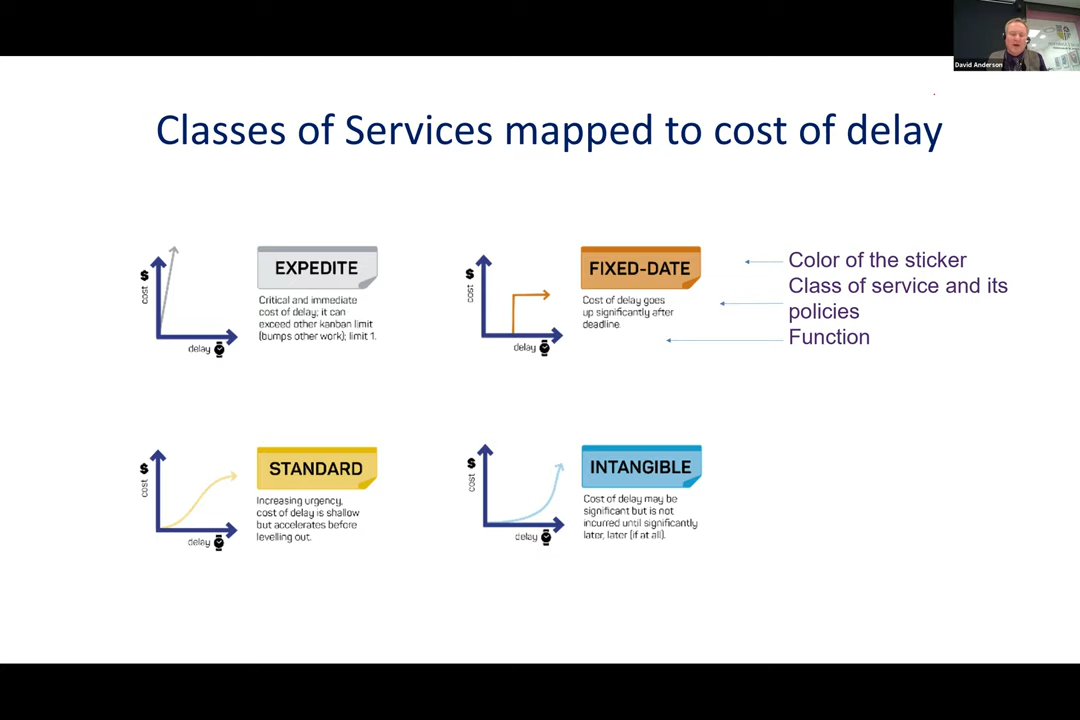 David Anderson
Classes of Services mapped to cost of delay
$
cost
delay
EXPEDITE
Critical and immediate
cost of delay; it can
exceed other kanban limit
(bumps other work); limit 1.
$
cost
delay
FIXED-DATE
Cost of delay goes
up significantly after
deadline.
Color of the sticker
Class of service and its
policies
Function
$
cost
delay
STANDARD
Increasing urgency,
cost of delay is shallow
but accelerates before
levelling out.
$
cost
delay
INTANGIBLE
Cost of delay may be
significant but is not
incurred until significantly
later, later (if at all).